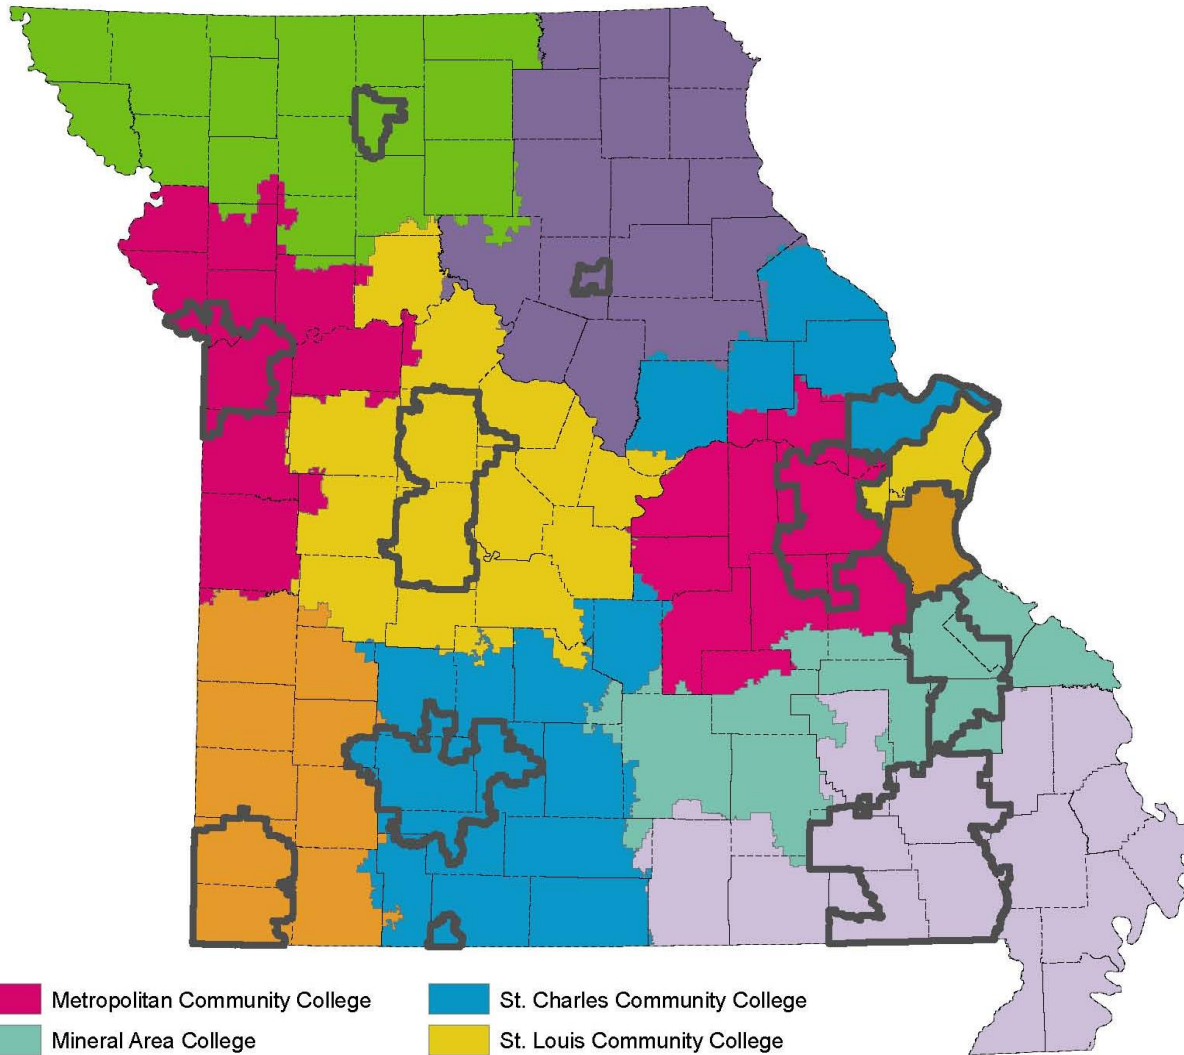 Metropolitan Community College
St. Charles Community College
Mineral Area College
St. Louis Community College